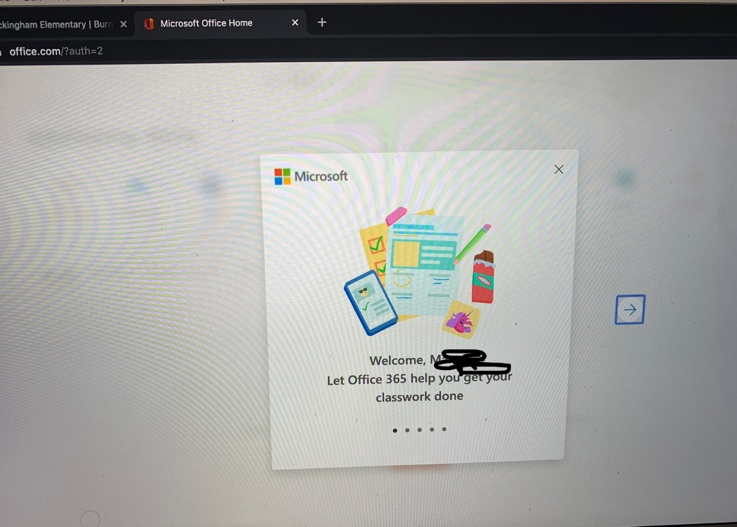 ckingham Elementary | Burr
Microsoft Office Home
office.com/?auth=2
Microsoft
Welcome, M
Let Office 365 help you get your
classwork done